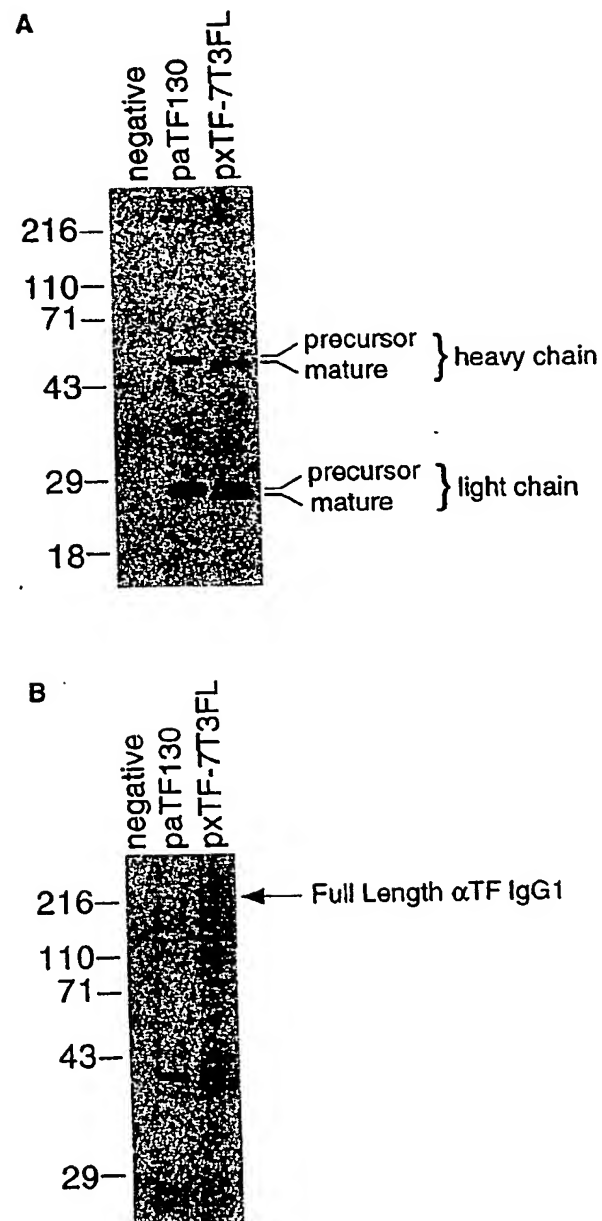 A
negative
paTF130
pxTF-7T3FL
216
110
71
43
29
18
precursor
mature
} heavy chain
precursor
mature
} light chain
B
negative
paTF130
pxTF-7T3FL
216
110
71
43
29
Full Length αTF IgG1